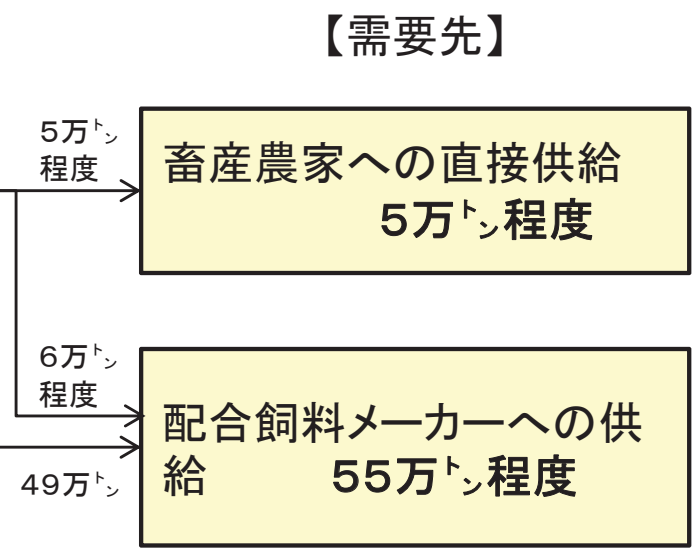 【需要先】
5万トン
程度
畜産農家への直接供給
5万トン程度
6万トン
程度
配合飼料メーカーへの供
給 55万トン程度
49万トン